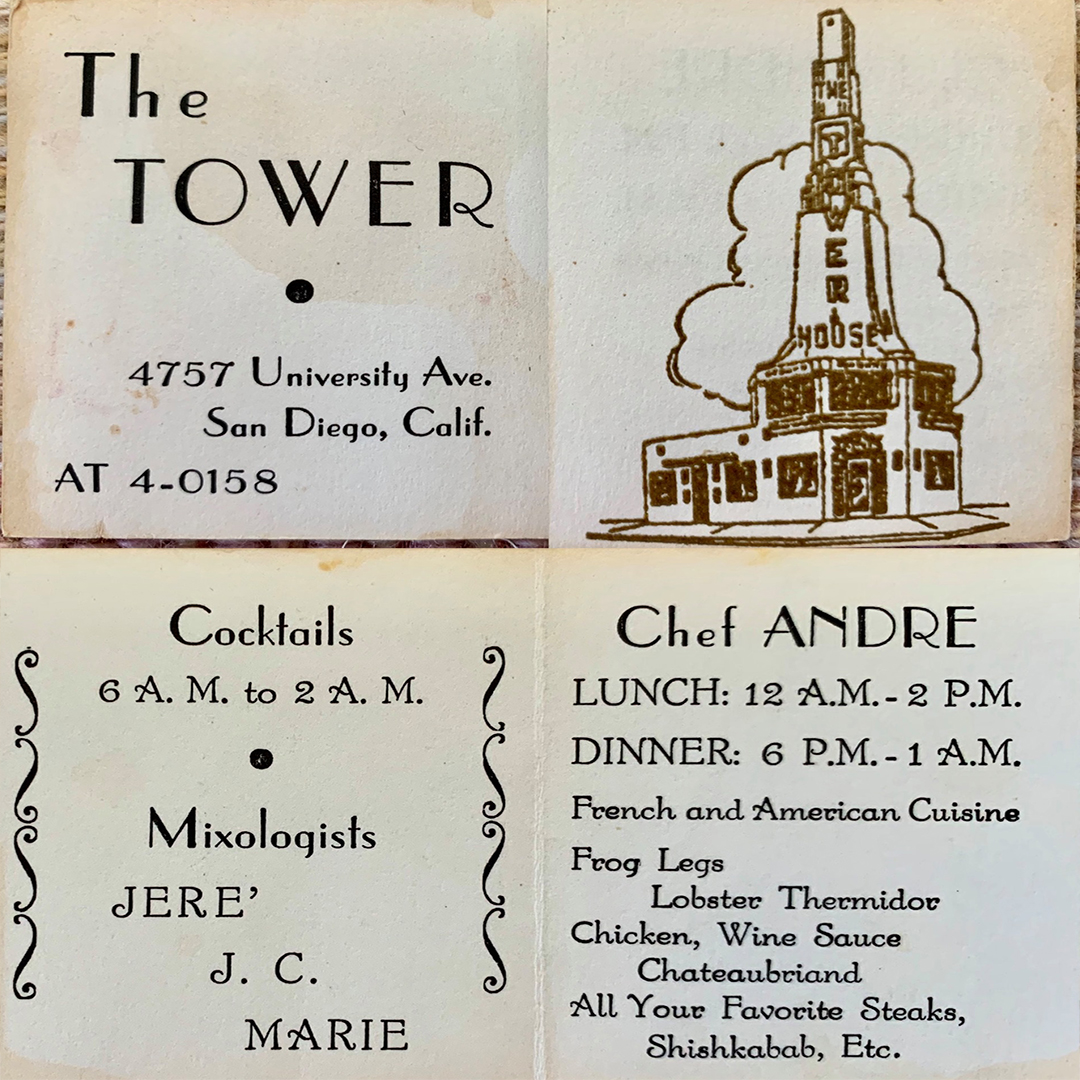 The
TOWER
4757 University Ave.
San Diego, Calif.
AT 4-0158
THE
TOWER
HOUSE
Cocktails
6 A. M. to 2 A. M.
Mixologists
JERE’
J. C.
MARIE
Chef ANDRE
LUNCH: 12 A.M. - 2 P.M.
DINNER: 6 P.M. - 1 A.M.
French and American Cuisine
Frog Legs
Lobster Thermidor
Chicken, Wine Sauce
Chateaubriand
All Your Favorite Steaks,
Shishkabab, Etc.